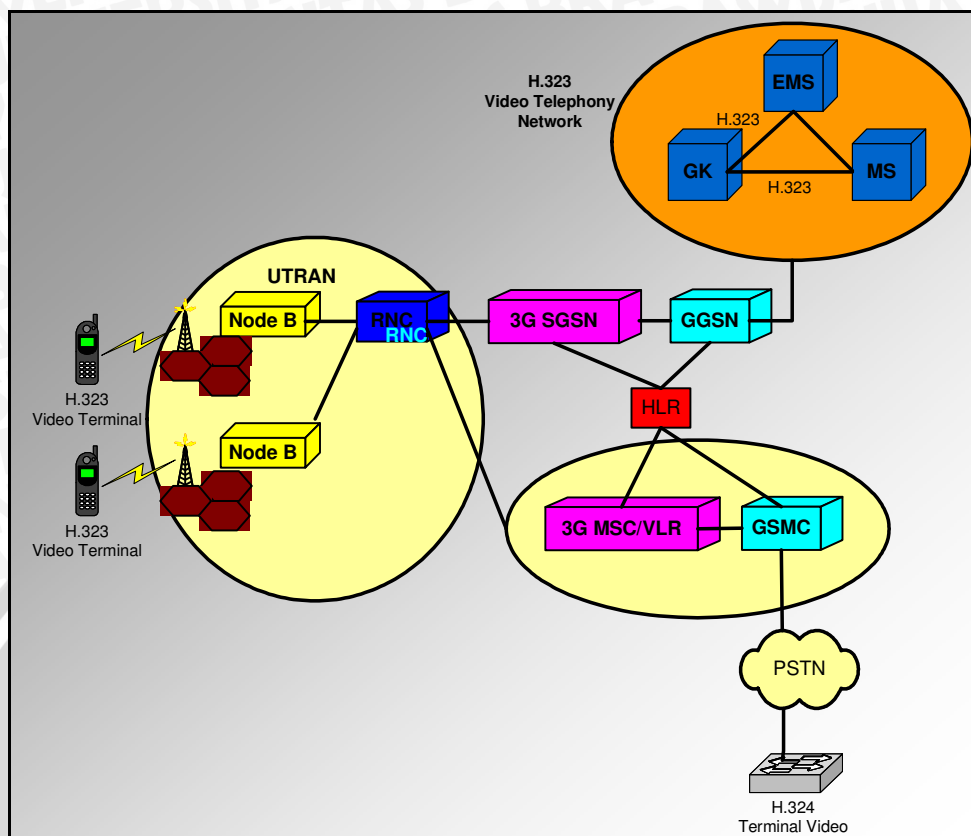 H.323
Video Telephony
Network
EMS
H.323
GK
MS
H.323
UTRAN
Node B
RNC
RNC
3G SGSN
GGSN
H.323
Video Terminal
HLR
Node B
H.323
Video Terminal
3G MSC/VLR
GSMC
PSTN
H.324
Terminal Video